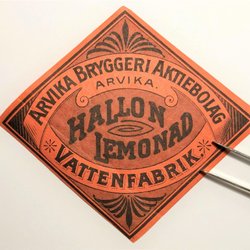 ARVIKA BRYGGERI AKTIEBOLAG
ARVIKA.
HALLON
LEMONAD
VATTENFABRIK.